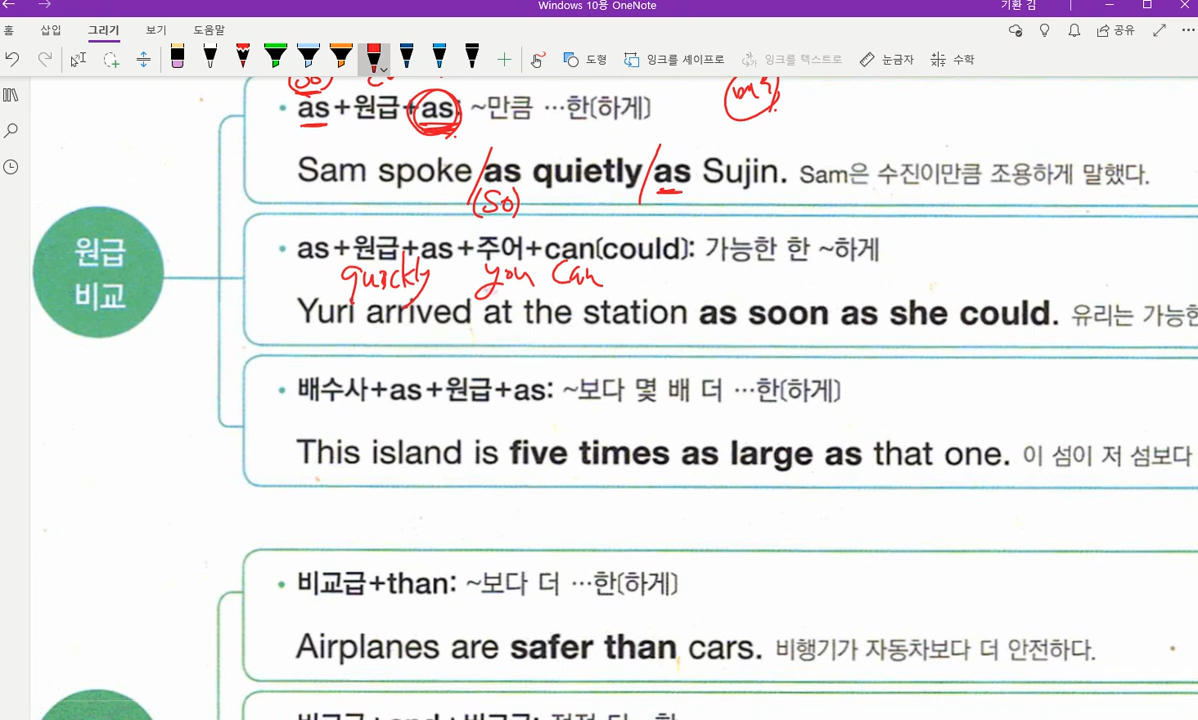 Windows 10용 OneNote
기환 김
홈 삽입 그리기 보기 도움말
공유
도형 잉크를 셰이프로 잉크를 텍스트로 눈금자 수학
(so)
• as+원급+as: ~만큼 …한(하게)
Sam spoke as quietly as Sujin. Sam은 수진이만큼 조용하게 말했다.
(so)
원급
비교
• as+원급+as+주어+can(could): 가능한 한 ~하게
quickly you can
Yuri arrived at the station as soon as she could. 유리는 가능한
• 배수사+as+원급+as: ~보다 몇 배 더 …한(하게)
This island is five times as large as that one. 이 섬이 저 섬보다
• 비교급+than: ~보다 더 …한(하게)
Airplanes are safer than cars. 비행기가 자동차보다 더 안전하다.